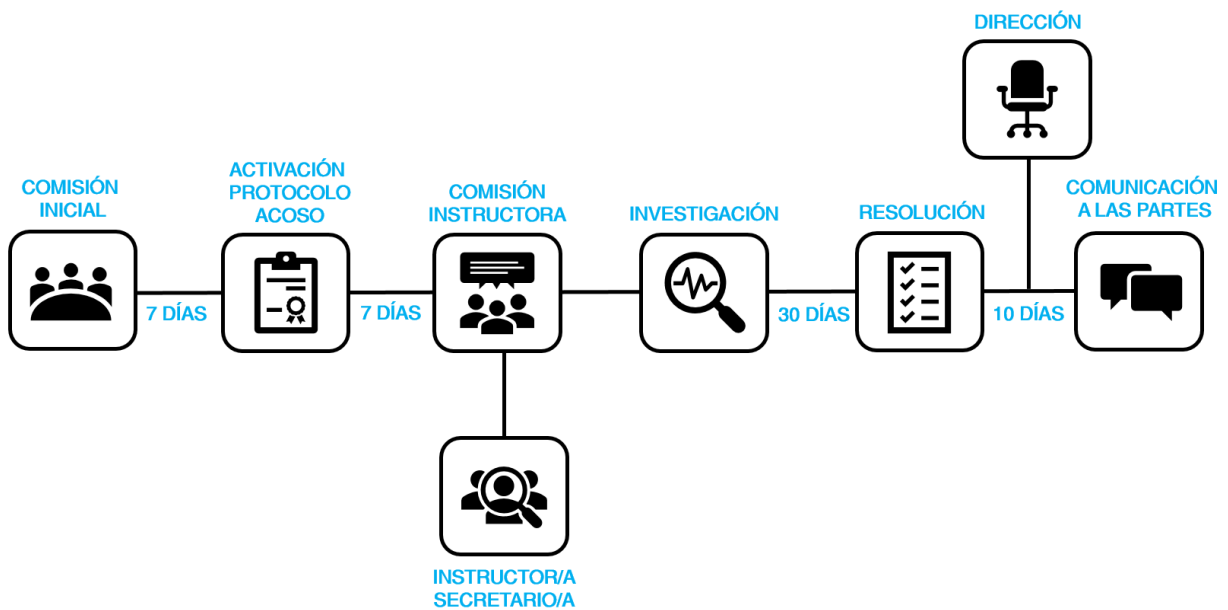 DIRECCIÓN
COMISIÓN
INICIAL
ACTIVACIÓN
PROTOCOLO
ACOSO
COMISIÓN
INSTRUCTORA
INVESTIGACIÓN
RESOLUCIÓN
COMUNICACIÓN
A LAS PARTES
7 DÍAS
7 DÍAS
30 DÍAS
10 DÍAS
INSTRUCTOR/A
SECRETARIO/A